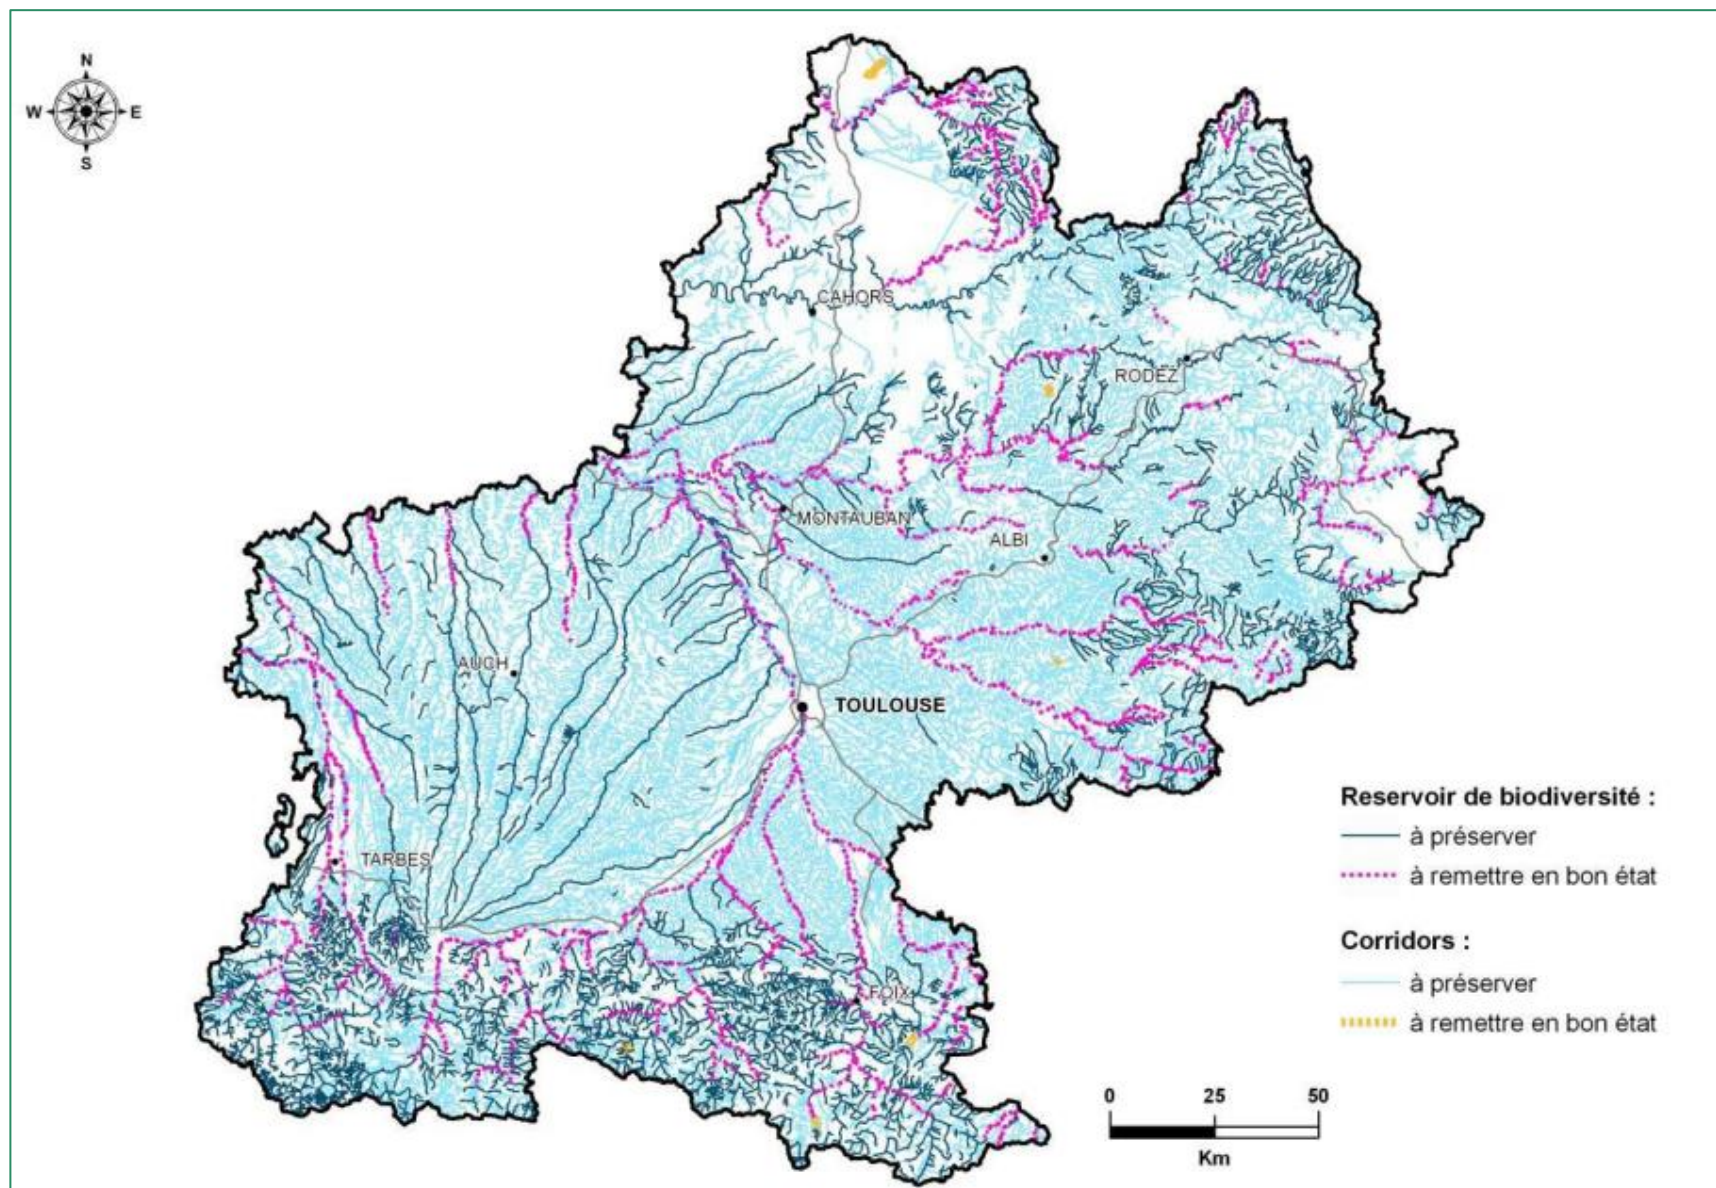 N
W E
S
CAHORS
RODEZ
MONTAUBAN
ALBI
AUCH
TOULOUSE
TARBES
FOIX
Reservoir de biodiversité :
à préserver
à remettre en bon état
Corridors :
à préserver
à remettre en bon état
0 25 50
Km